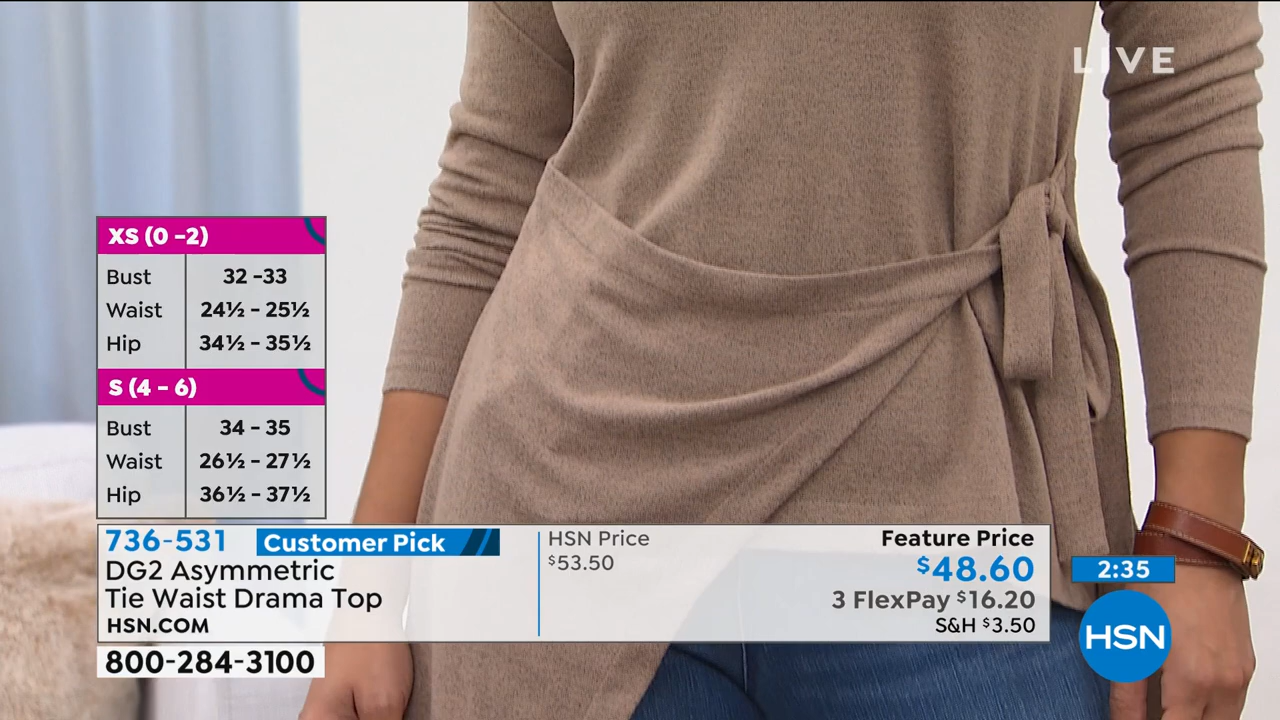 LIVE
XS (0 –2)
Bust 32 –33
Waist 24½ – 25½
Hip 34½ – 35½
S (4 – 6)
Bust 34 – 35
Waist 26½ – 27½
Hip 36½ – 37½
736-531 Customer Pick
DG2 Asymmetric
Tie Waist Drama Top
HSN.COM
800-284-3100
HSN Price
$53.50
Feature Price
$48.60
3 FlexPay $16.20
S&H $3.50
2:35
HSN